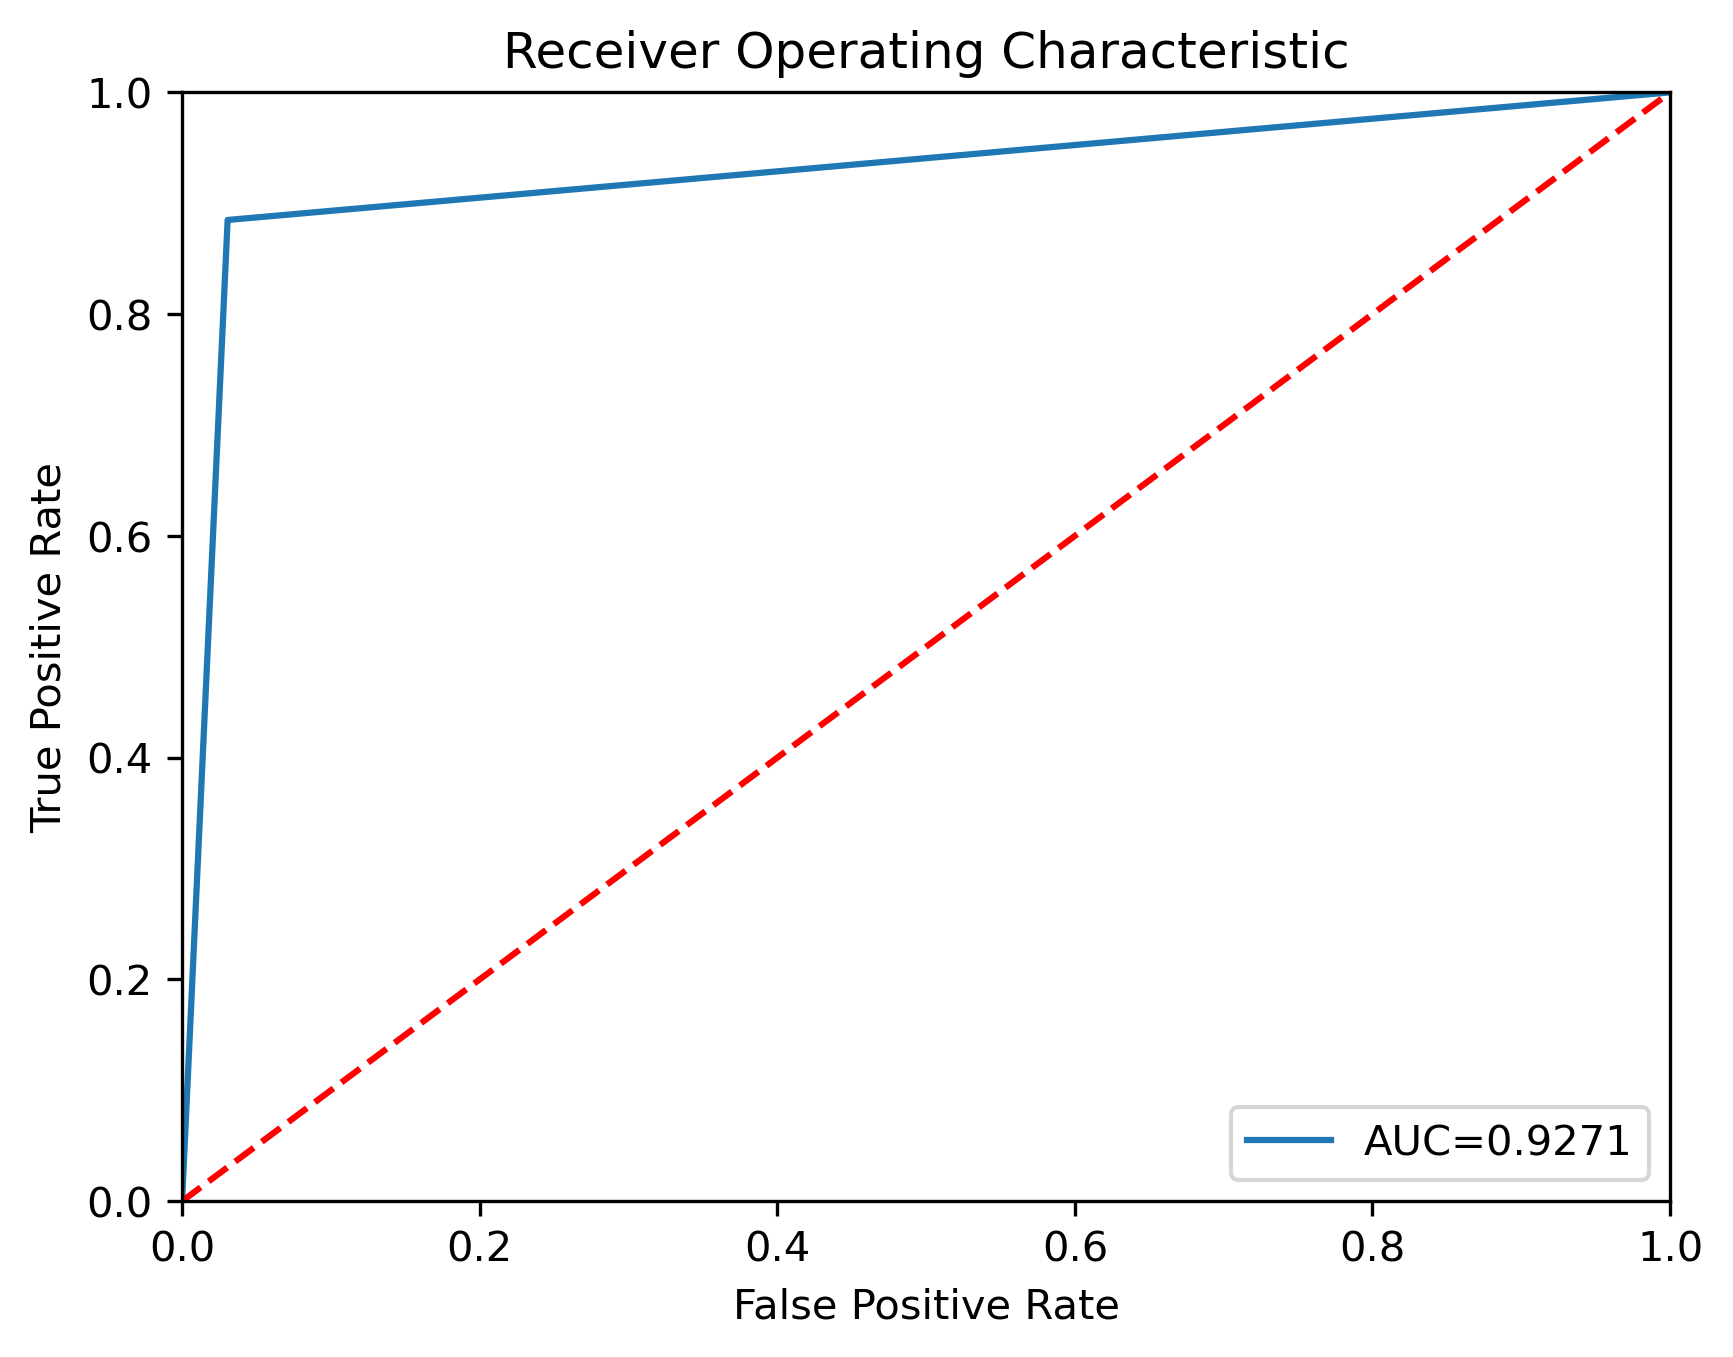 Receiver Operating Characteristic
1.0
0.8
0.6
0.4
0.2
0.0
True Positive Rate
AUC=0.9271
0.0 0.2 0.4 0.6 0.8 1.0
False Positive Rate